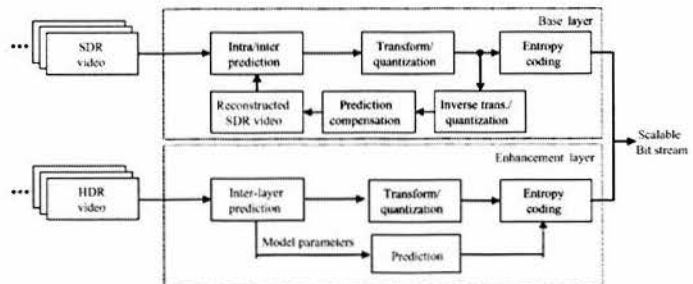 Base layer
SDR
video
Intra/inter
prediction
Transform/
quantization
Entropy
coding
Reconstructed
SDR video
Prediction
compensation
Inverse trans./
quantization
Scalable
Bit stream
Enhancement layer
HDR
video
Inter-layer
prediction
Transform/
quantization
Entropy
coding
Model parameters
Prediction